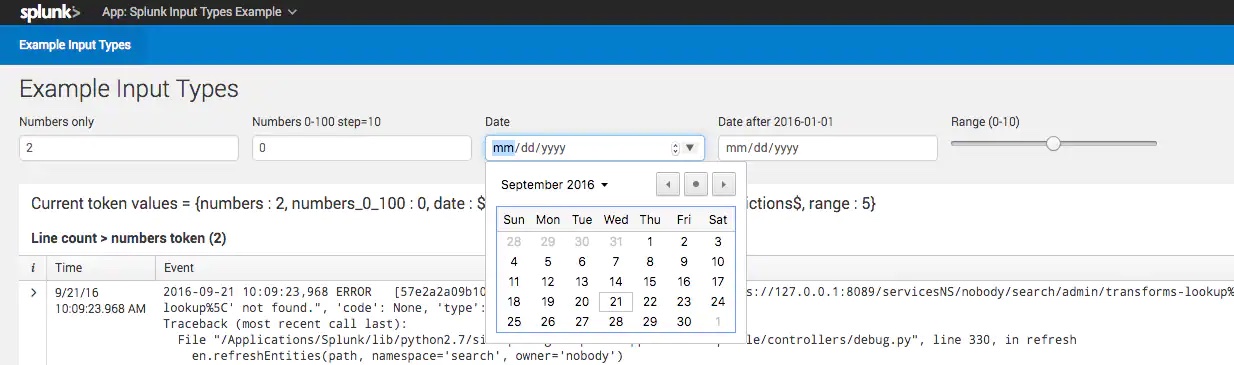 splunk> App: Splunk Input Types Example
Example Input Types
Example Input Types
Numbers only
Numbers 0-100 step=10
Date
Date after 2016-01-01
Range (0-10)
2
0
mm/dd/yyyy
mm/dd/yyyy
September 2016
Sun Mon Tue Wed Thu Fri Sat
28 29 30 31 1 2 3
4 5 6 7 8 9 10
11 12 13 14 15 16 17
18 19 20 21 22 23 24
25 26 27 28 29 30 1
Current token values = {numbers : 2, numbers_0_100 : 0, date : $ ictions$, range : 5}
Line count > numbers token (2)
i Time Event
> 9/21/16
10:09:23.968 AM
2016-09-21 10:09:23,968 ERROR [57e2a2a09b10 s://127.0.0.1:8089/servicesNS/nobody/search/admin/transforms-lookup%
lookup%5C' not found.", 'code': None, 'type':
Traceback (most recent call last):
File "/Applications/Splunk/lib/python2.7/si le/controllers/debug.py", line 330, in refresh
en.refreshEntities(path, namespace='search', owner='nobody')